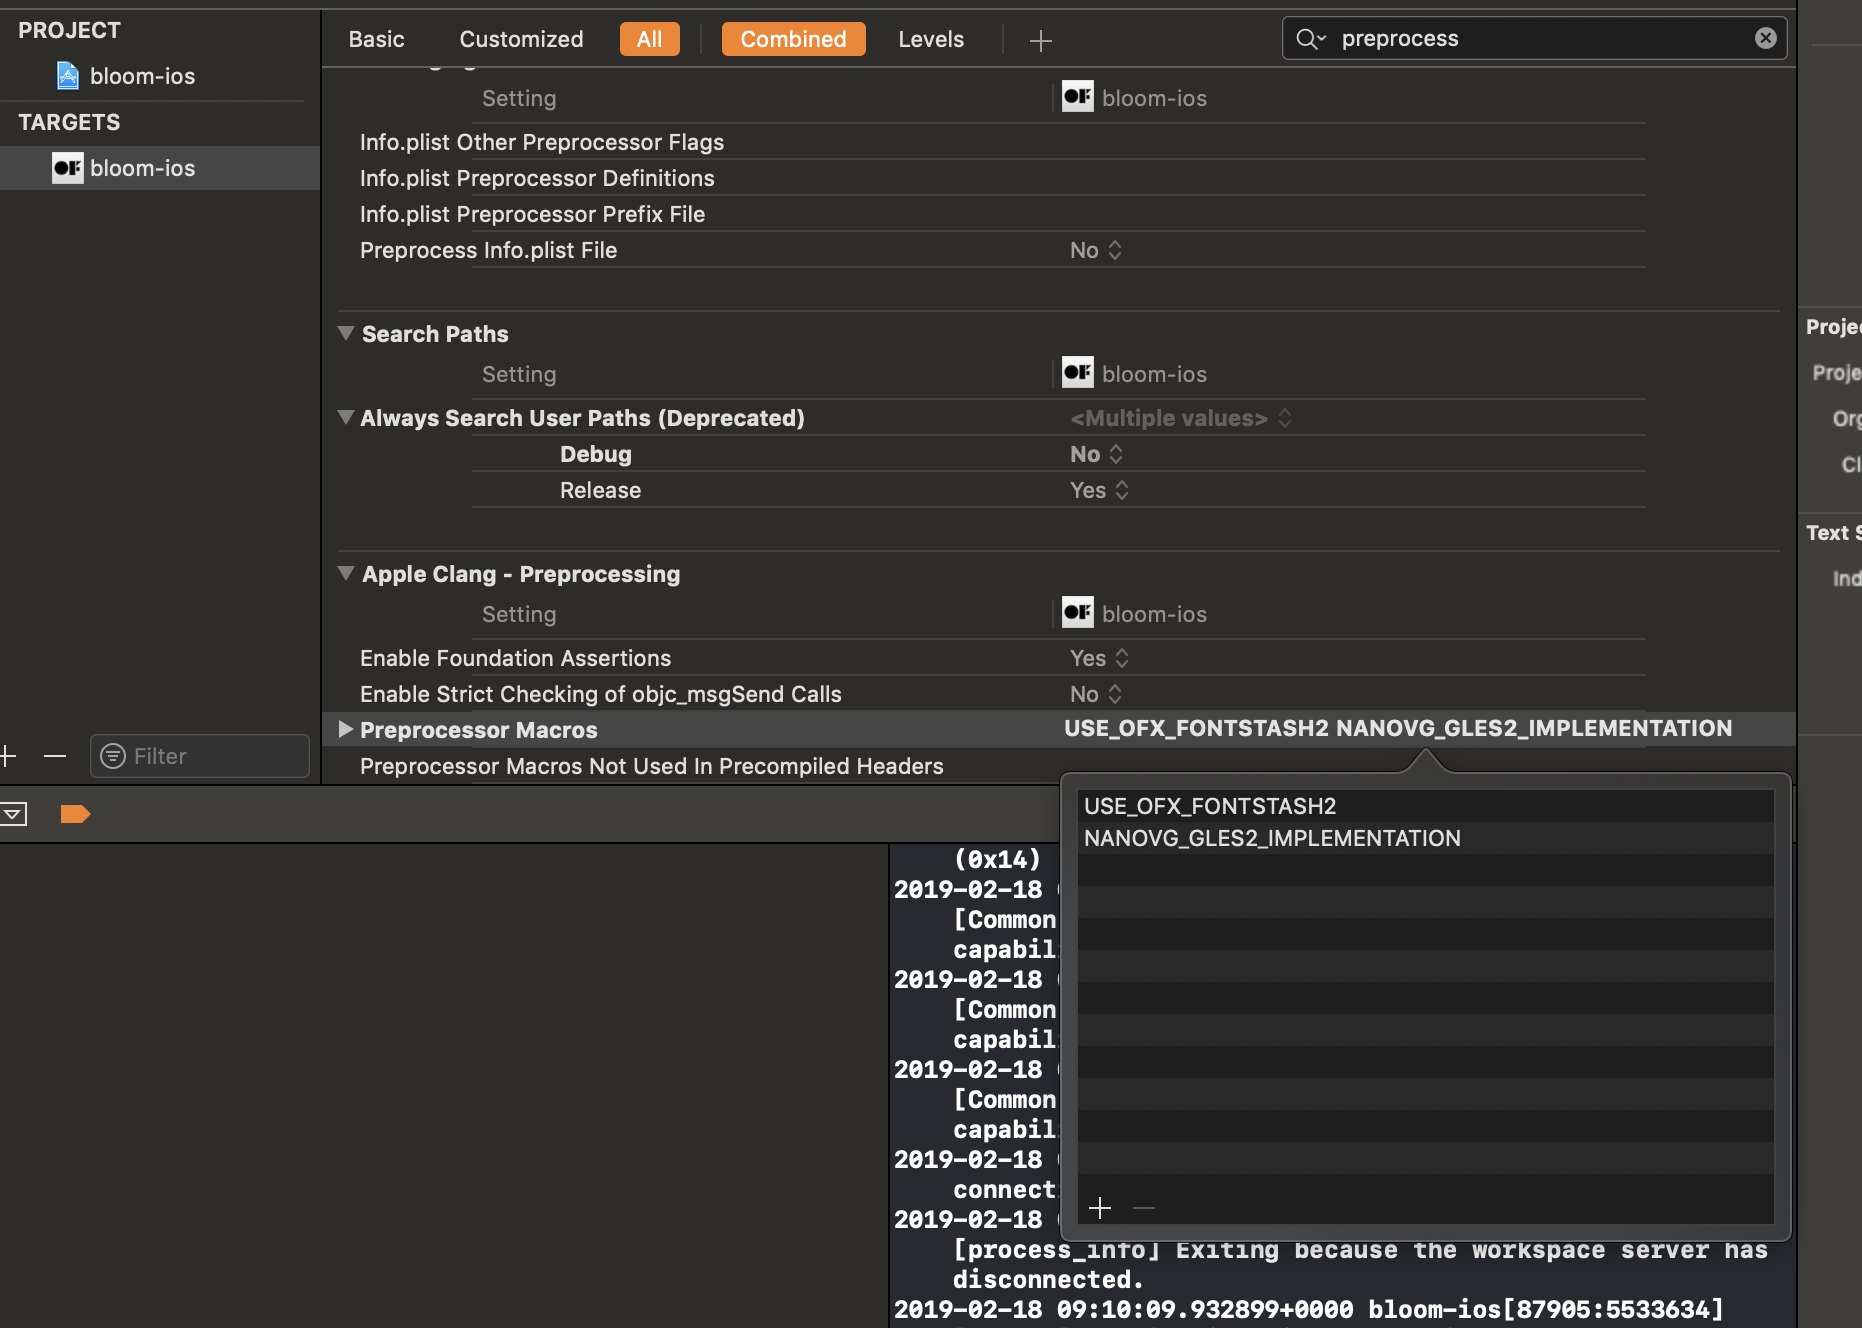 PROJECT
bloom-ios
TARGETS
bloom-ios
Filter
Basic Customized All Combined Levels preprocess
Setting bloom-ios
Info.plist Other Preprocessor Flags
Info.plist Preprocessor Definitions
Info.plist Preprocessor Prefix File
Preprocess Info.plist File No
Search Paths
Setting bloom-ios
Always Search User Paths (Deprecated) <Multiple values>
Debug No
Release Yes
Apple Clang - Preprocessing
Setting bloom-ios
Enable Foundation Assertions Yes
Enable Strict Checking of objc_msgSend Calls No
Preprocessor Macros USE_OFX_FONTSTASH2 NANOVG_GLES2_IMPLEMENTATION
Preprocessor Macros Not Used In Precompiled Headers
USE_OFX_FONTSTASH2
NANOVG_GLES2_IMPLEMENTATION
(0x14)
2019-02-18
[Common
capabil
2019-02-18
[Common
capabil
2019-02-18
[Common
capabil
2019-02-18
connect
2019-02-18
[process_info] Exiting because the workspace server has
disconnected.
2019-02-18 09:10:09.932899+0000 bloom-ios[87905:5533634]
Proje
Proje
Org
Cl
Text S
Ind